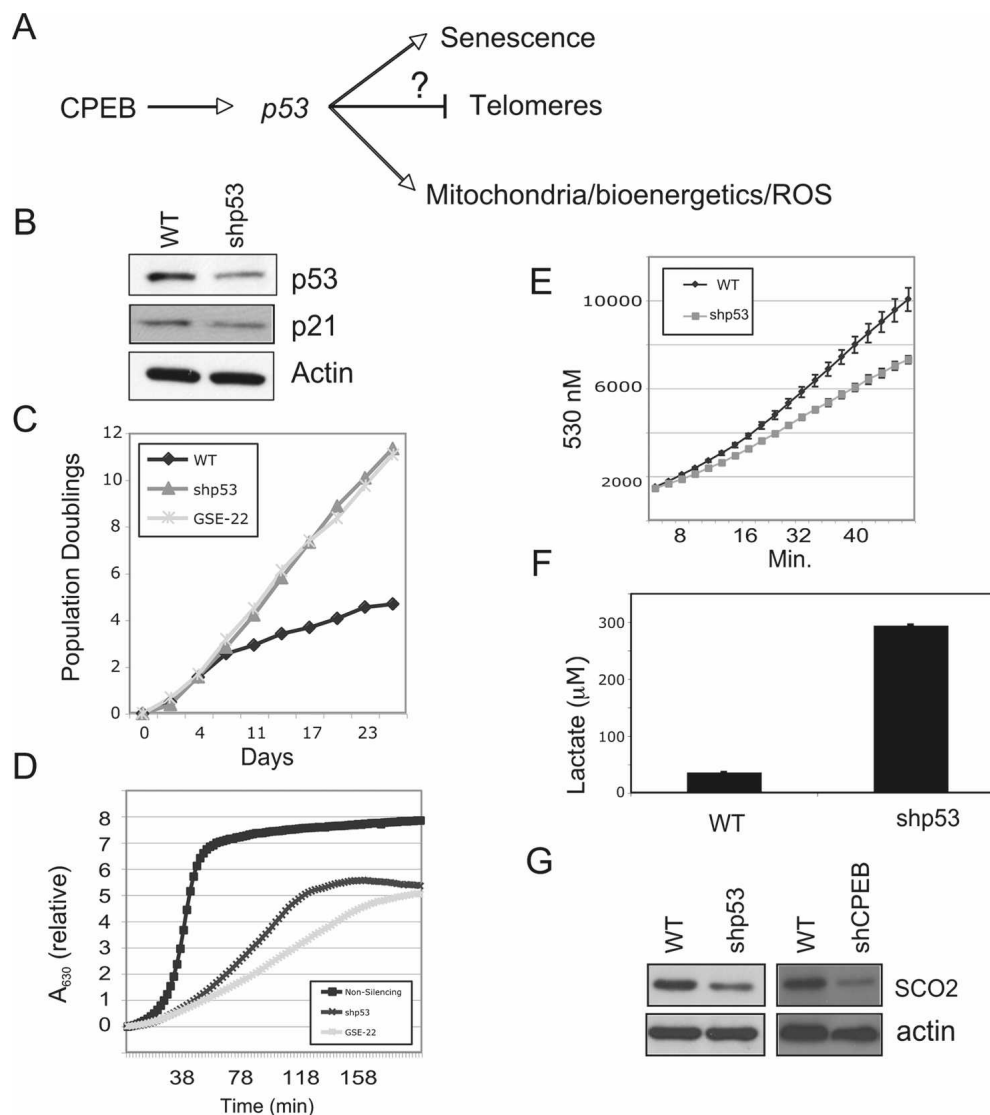 A
CPEB
p53
?
Senescence
Telomeres
Mitochondria/bioenergetics/ROS
B
WT
shp53
p53
p21
Actin
C
Population Doublings
12
10
8
6
4
2
0
WT
shp53
GSE-22
0 4 11 17 23
Days
D
A630 (relative)
8
7
6
5
4
3
2
1
0
Non-Silencing
shp53
GSE-22
38 78 118 158
Time (min)
E
530 nM
10000
6000
2000
WT
shp53
8 16 32 40
Min.
F
Lactate (μM)
300
200
100
0
WT shp53
G
WT
shp53
WT
shCPEB
SCO2
actin